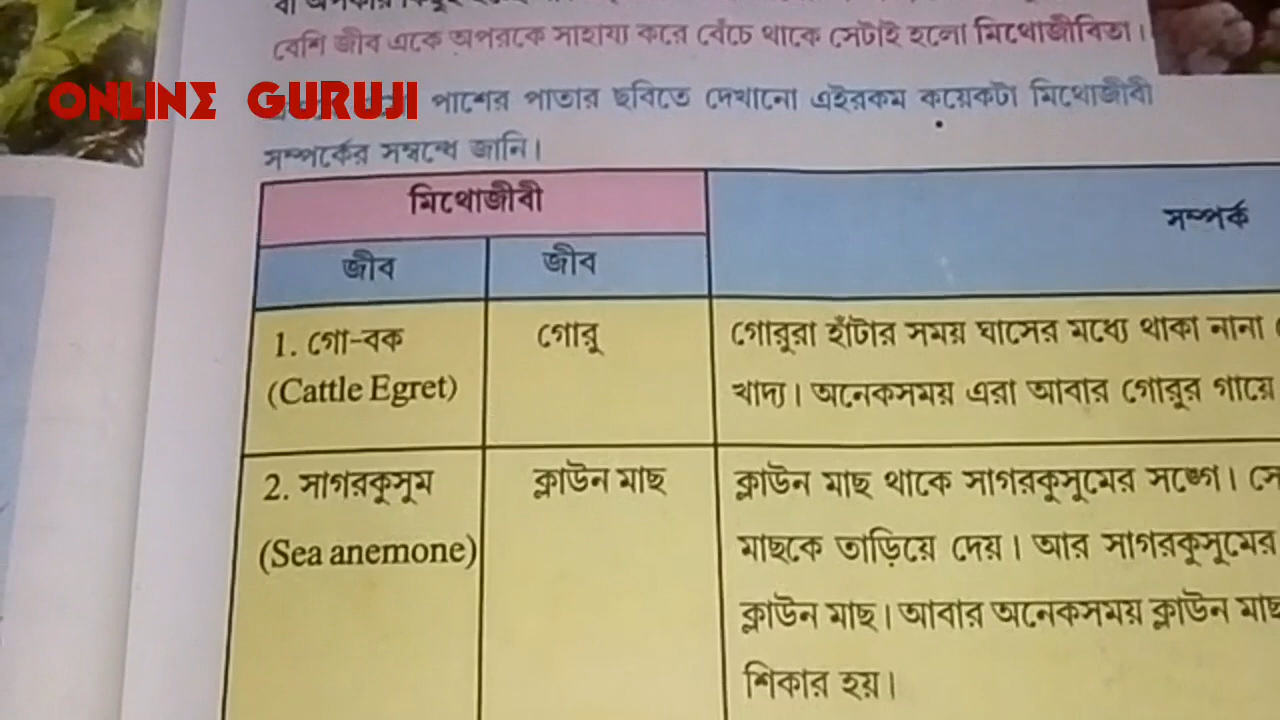 বেশি জীব একে অপরকে সাহায্য করে বেঁচে থাকে সেটাই হলো মিথোজীবিতা।
ONLINE GURUJI
পাশের পাতার ছবিতে দেখানো এইরকম কয়েকটা মিথোজীবী
সম্পর্কের সম্বন্ধে জানি।
মিথোজীবী
সম্পর্ক
জীব
জীব
1. গো-বক
(Cattle Egret)
গোরু
গোরুরা হাঁটার সময় ঘাসের মধ্যে থাকা নানা
খাদ্য। অনেকসময় এরা আবার গোরুর গায়ে
2. সাগরকুসুম
(Sea anemone)
ক্লাউন মাছ
ক্লাউন মাছ থাকে সাগরকুসুমের সঙ্গে। সে
মাছকে তাড়িয়ে দেয়। আর সাগরকুসুমের
ক্লাউন মাছ। আবার অনেকসময় ক্লাউন মাছ
শিকার হয়।